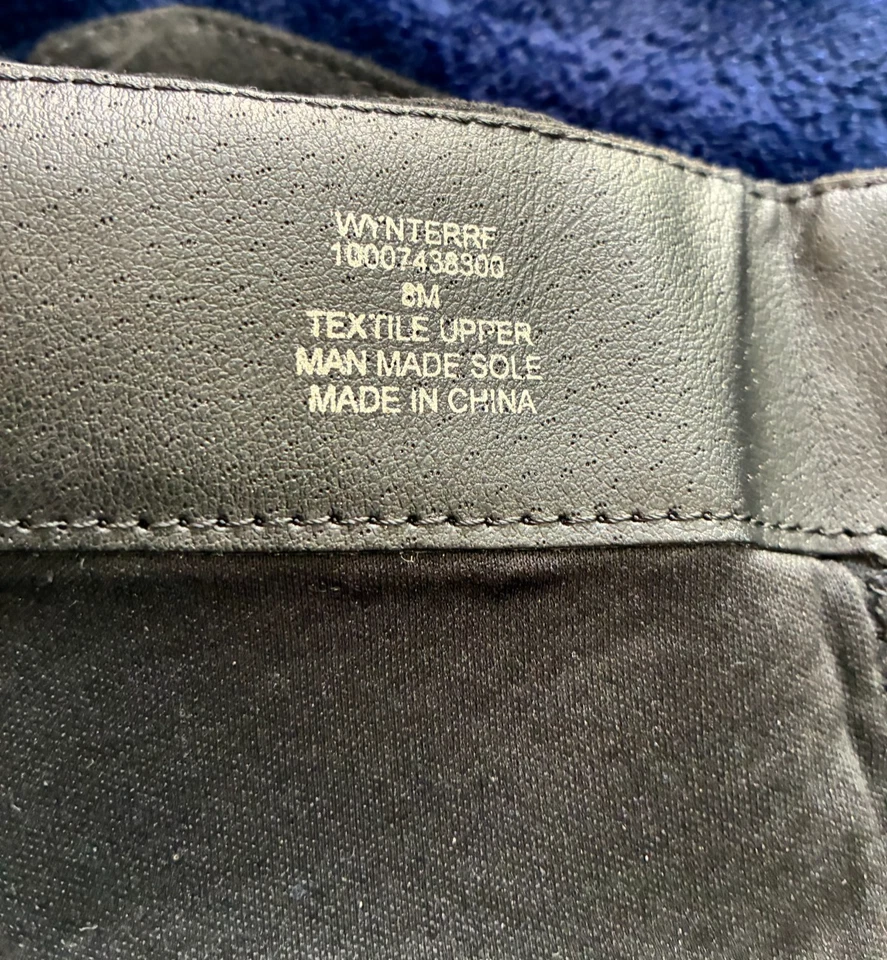 WYNTERRF
10007438300
8M
TEXTILE UPPER
MAN MADE SOLE
MADE IN CHINA